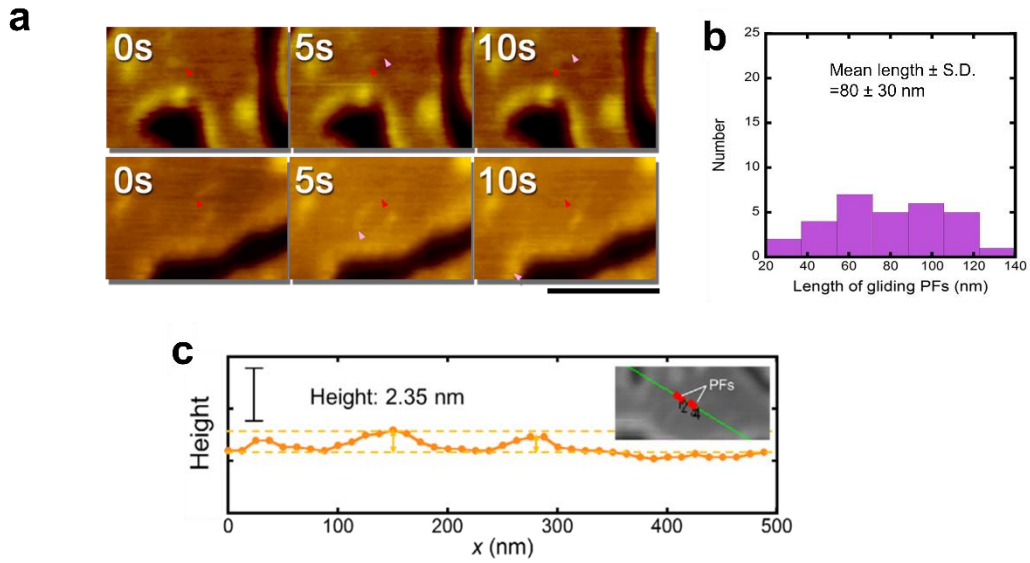 a
0s
5s
10s
0s
5s
10s
b
25
20
15
10
5
0
Number
Mean length ± S.D.
=80 ± 30 nm
20
40
60
80
100
120
140
Length of gliding PFs (nm)
c
Height
Height: 2.35 nm
PFs
0
100
200
300
400
500
x (nm)